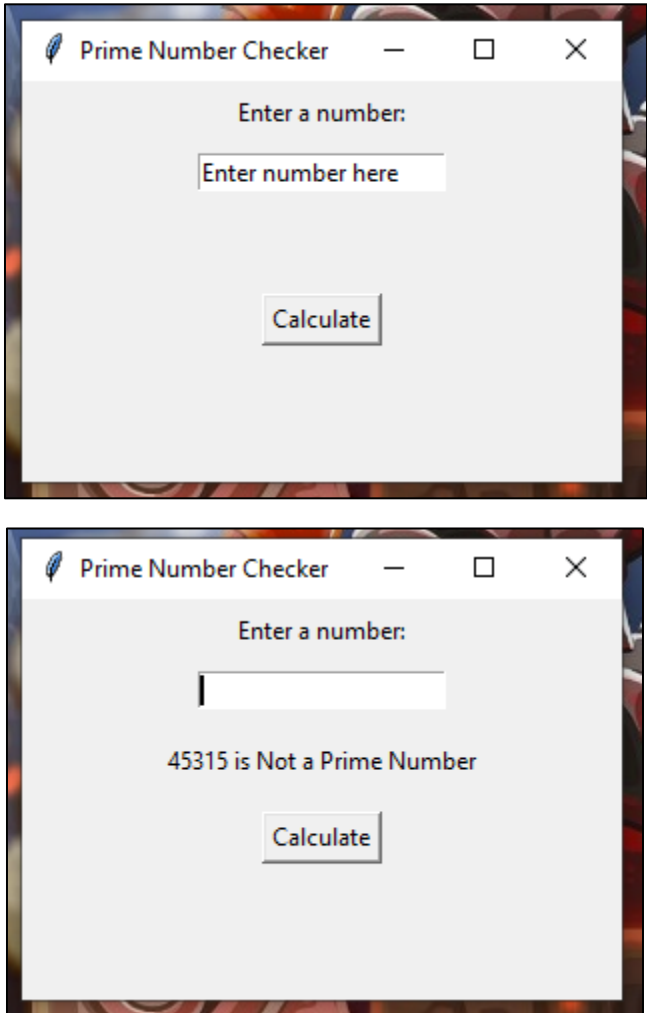 Prime Number Checker
Enter a number:
Enter number here
Calculate
Prime Number Checker
Enter a number:
45315 is Not a Prime Number
Calculate